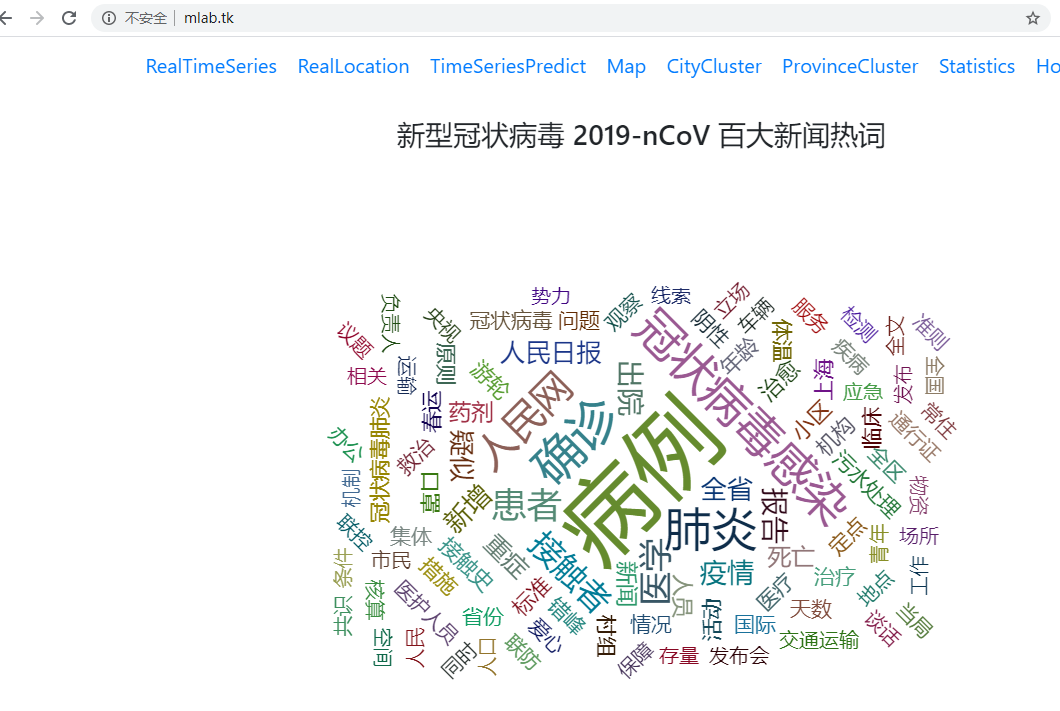 不安全 mlab.tk
RealTimeSeries RealLocation TimeSeriesPredict Map CityCluster ProvinceCluster Statistics Ho
新型冠状病毒 2019-nCoV 百大新闻热词
势力
线索
立场
负责人
央视
冠状病毒
问题
观察
冠状病毒感染
阴性
车辆
服务
检测
全文
准则
议题
运输
原则
人民日报
体温
年龄
疾病
相关
游轮
出院
治愈
上海
应急
发布
全国
春运
药剂
人民网
确诊
病例
小区
机构
临床
通行证
常住
冠状病毒肺炎
办公
救治
疑似
污水处理
全区
机制
口罩
新增
患者
全省
报告
物资
联控
集体
肺炎
定点
青年
场所
条件
市民
接触史
重症
接触者
医学
死亡
措施
新闻
疫情
治疗
地点
工作
核算
医护人员
标准
人员
医疗
共识
省份
错峰
天数
当局
空间
人民
爱心
村组
情况
活动
国际
谈话
交通运输
同时
人口
联防
保障
存量
发布会